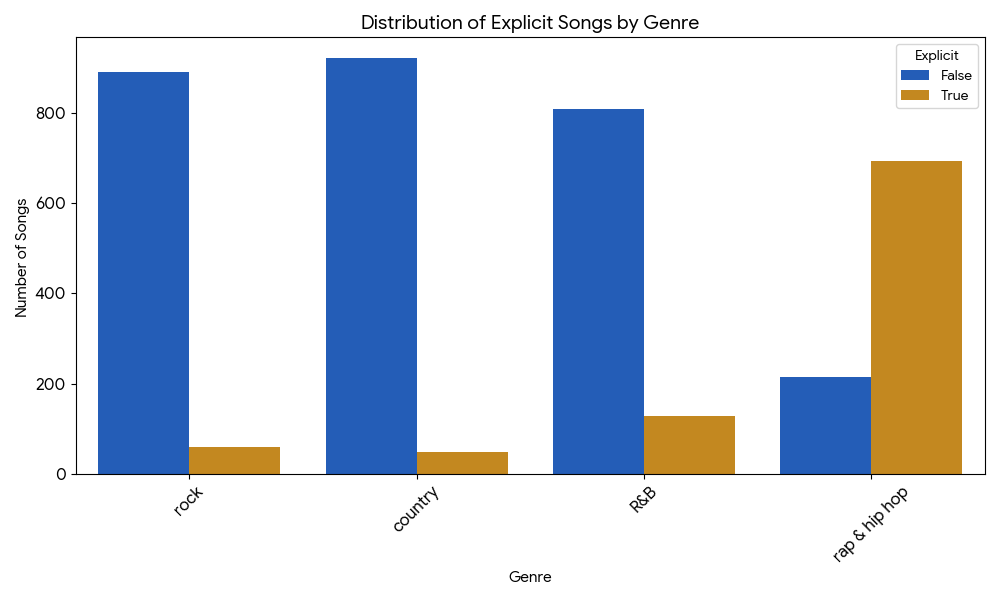 Distribution of Explicit Songs by Genre
Explicit
False
True
Number of Songs
800
600
400
200
0
rock
country
R&B
rap & hip hop
Genre